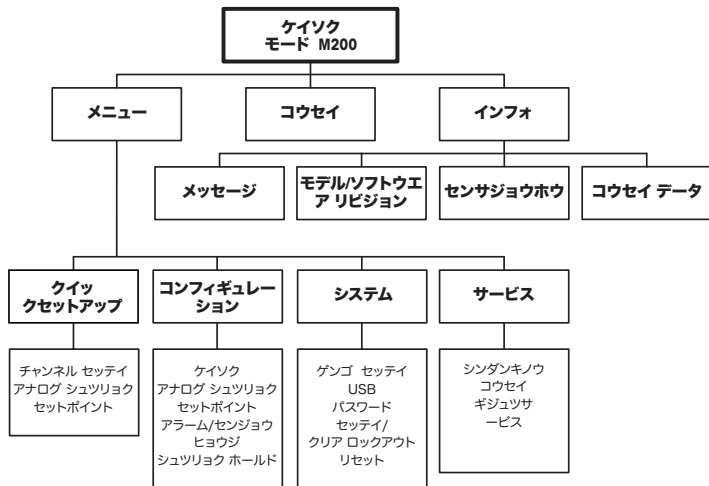 ケイソク
モード M200
メニュー
コウセイ
インフォ
メッセージ
モデル/ソフトウエ
ア リビジョン
センサジョウホウ
コウセイ データ
クイッ
クセットアップ
コンフィギュレー
ション
システム
サービス
チャンネル セッテイ
アナログ シュツリョク
セットポイント
ケイソク
アナログ シュツリョク
セットポイント
アラーム/センジョウ
ヒョウジ
シュツリョク ホールド
ゲンゴ セッテイ
USB
パスワード
セッテイ/
クリア ロックアウト
リセット
シンダンキノウ
コウセイ
ギジュツサ
ービス